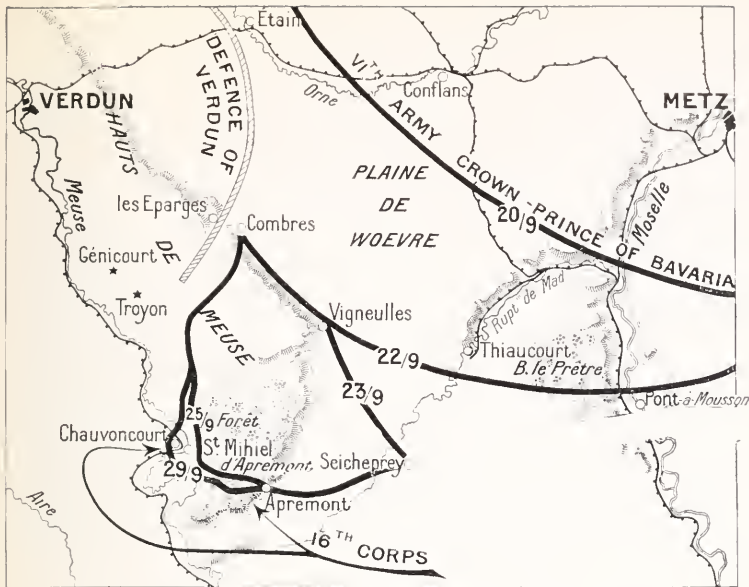 Étain
VERDUN
DEFENCE OF
VERDUN
HAUTS
DE
MEUSE
VITH ARMY CROWN-PRINCE OF BAVARIA
20/9
Orne
Conflans
METZ
Meuse
les Eparges
Combres
PLAINE
DE
WOEVRE
Moselle
Génicourt
Troyon
Rupt de Mad
Vigneulles
22/9
Thiaucourt
B. le Prêtre
Pont-à-Mousson
23/9
25/9
Forêt
Chauvoncourt
St Mihiel
d'Apremont
Seicheprey
29/9
Apremont
Aire
16TH CORPS